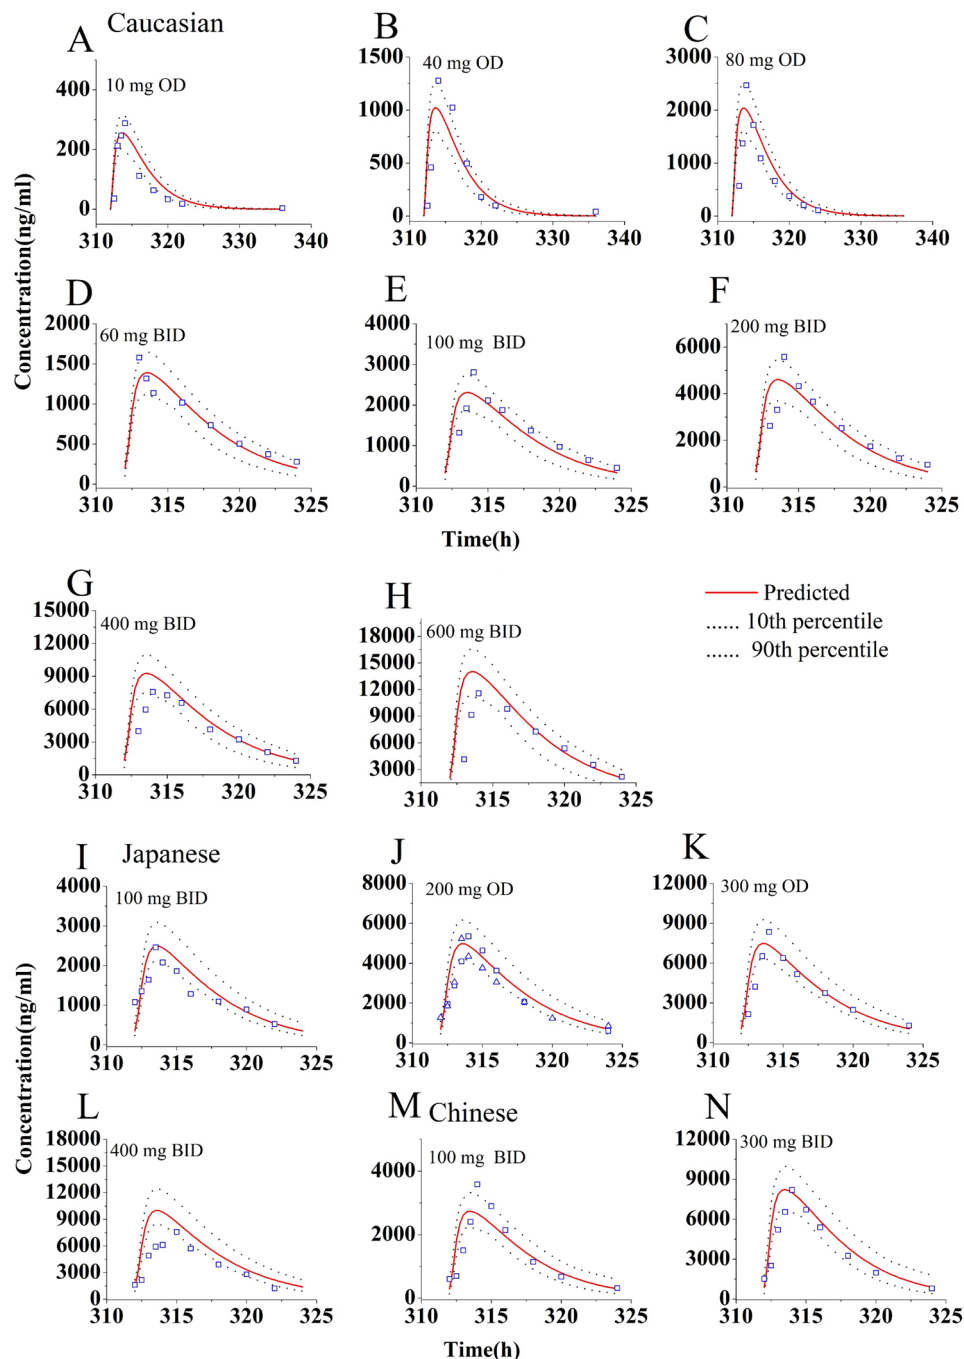 A Caucasian B C
10 mg OD 40 mg OD 80 mg OD
400 1500 3000
200 1000 2000
0 500 1000
0 0
310 320 330 340 310 320 330 340 310 320 330 340
Concentration(ng/ml)
D E F
60 mg BID 100 mg BID 200 mg BID
2000 4000 6000
1500 3000 4000
1000 2000 2000
500 1000 0
0 0
310 315 320 325 310 315 320 325 310 315 320 325
Time(h)
G H
400 mg BID 600 mg BID
15000 18000
12000 15000
9000 12000
6000 9000
3000 6000
0 3000
310 315 320 325 310 315 320 325
Predicted
10th percentile
90th percentile
I Japanese J K
100 mg BID 200 mg OD 300 mg OD
4000 8000 12000
3000 6000 9000
2000 4000 6000
1000 2000 3000
0 0 0
310 315 320 325 310 315 320 325 310 315 320 325
Concentration(ng/ml)
L M Chinese N
400 mg BID 100 mg BID 300 mg BID
18000 4000 12000
15000 2000 9000
12000 0 6000
9000 3000
6000 0
3000
0
310 315 320 325 310 315 320 325 310 315 320 325
Time(h)